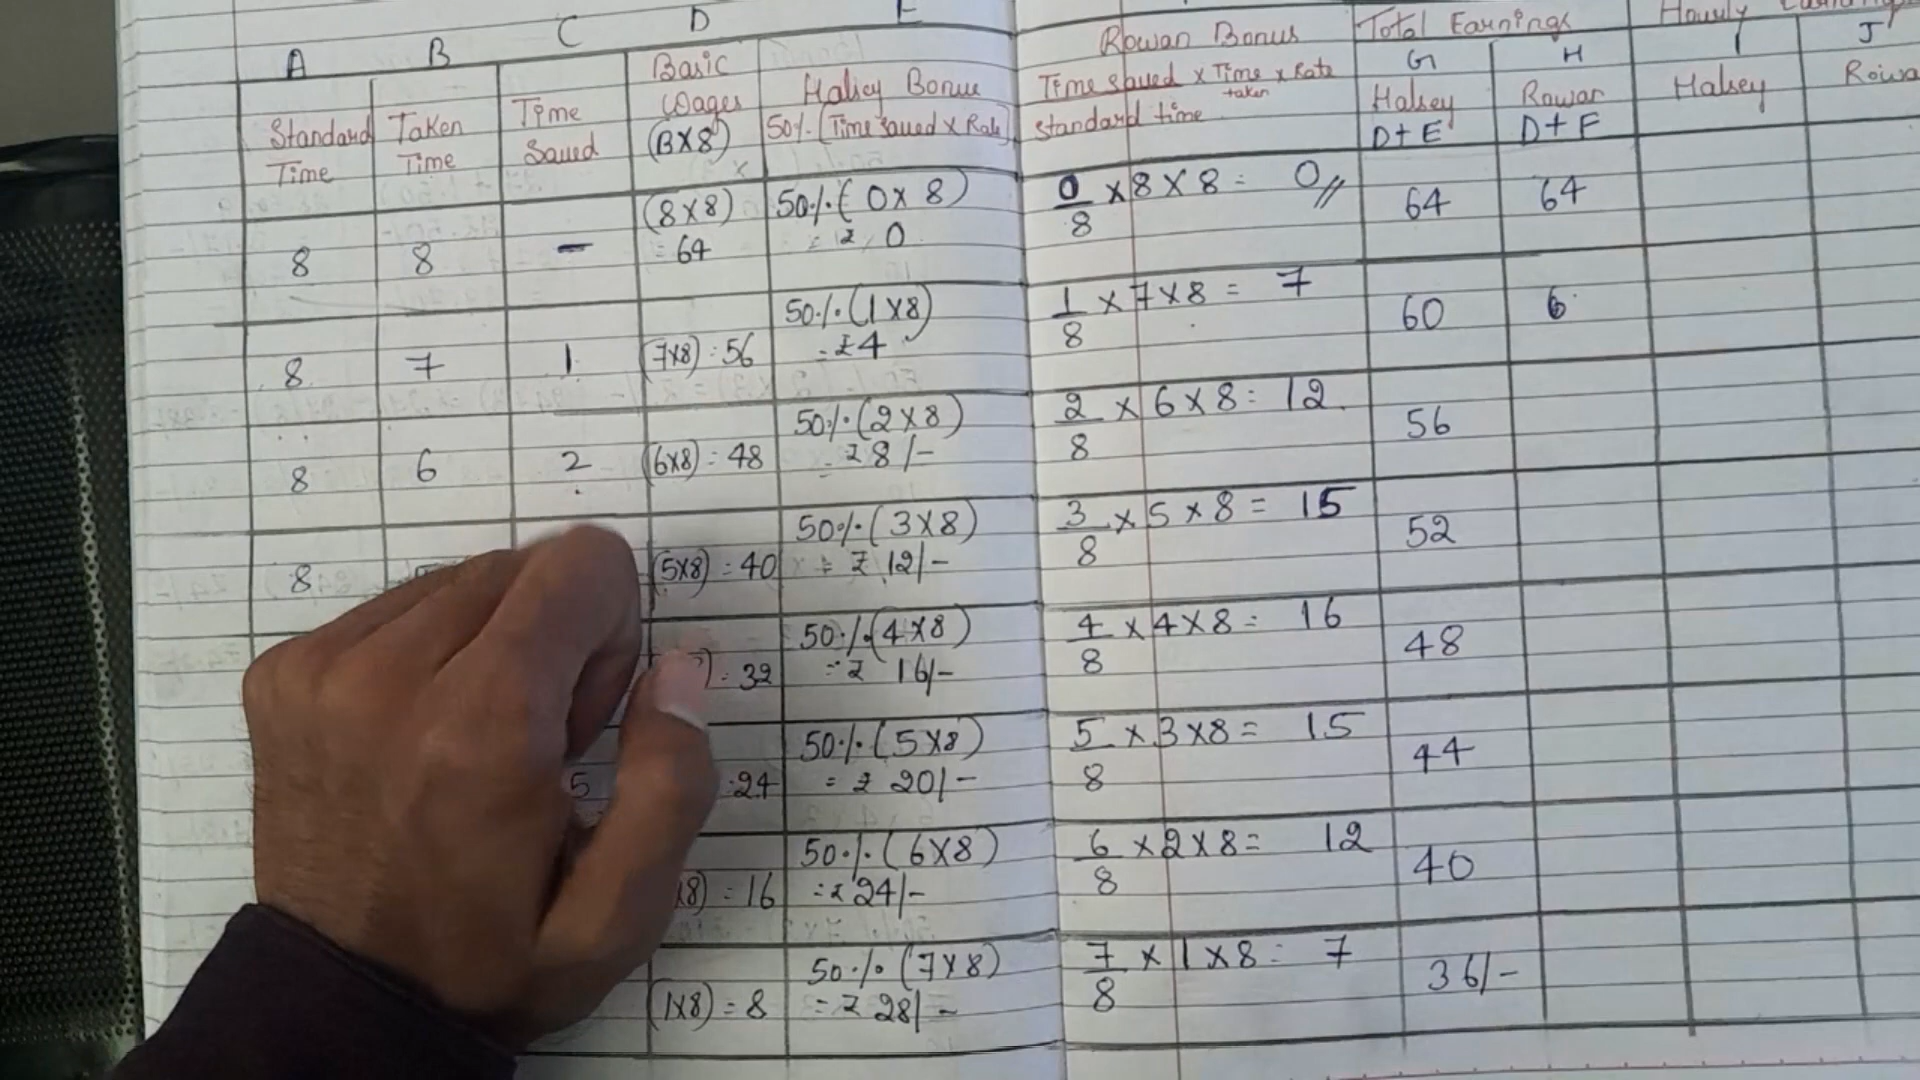 A B C D E
Standard Time
Taken Time
Time Saved
Basic Wages (B×8)
Halsey Bonus
50% [Time saved × Rate]
Rowan Bonus
Time saved × Time taken × Rate
standard time
Total Earnings
G H
Halsey D+E
Rowan D+F
Hourly
I J
Halsey
8 8 – (8×8) = 64 50%(0×8) = ₹ 0 0/8 ×8×8= 0// 64 64
8 7 1 (7×8) = 56 50%(1×8) = ₹4 1/8 ×7×8= 7 60 6
8 6 2 (6×8) = 48 50%(2×8) = ₹8/- 2/8 ×6×8= 12 56
8 (5×8) = 40 50%(3×8) = ₹ 12/- 3/8 ×5×8= 15 52
= 32 50%(4×8) = ₹ 16/- 4/8 ×4×8= 16 48
5 = 24 50%(5×8) = ₹ 20/- 5/8 ×3×8= 15 44
×8) = 16 50%(6×8) = ₹ 24/- 6/8 ×2×8= 12 40
(1×8) = 8 50%(7×8) = ₹ 28/- 7/8 ×1×8= 7 36/-